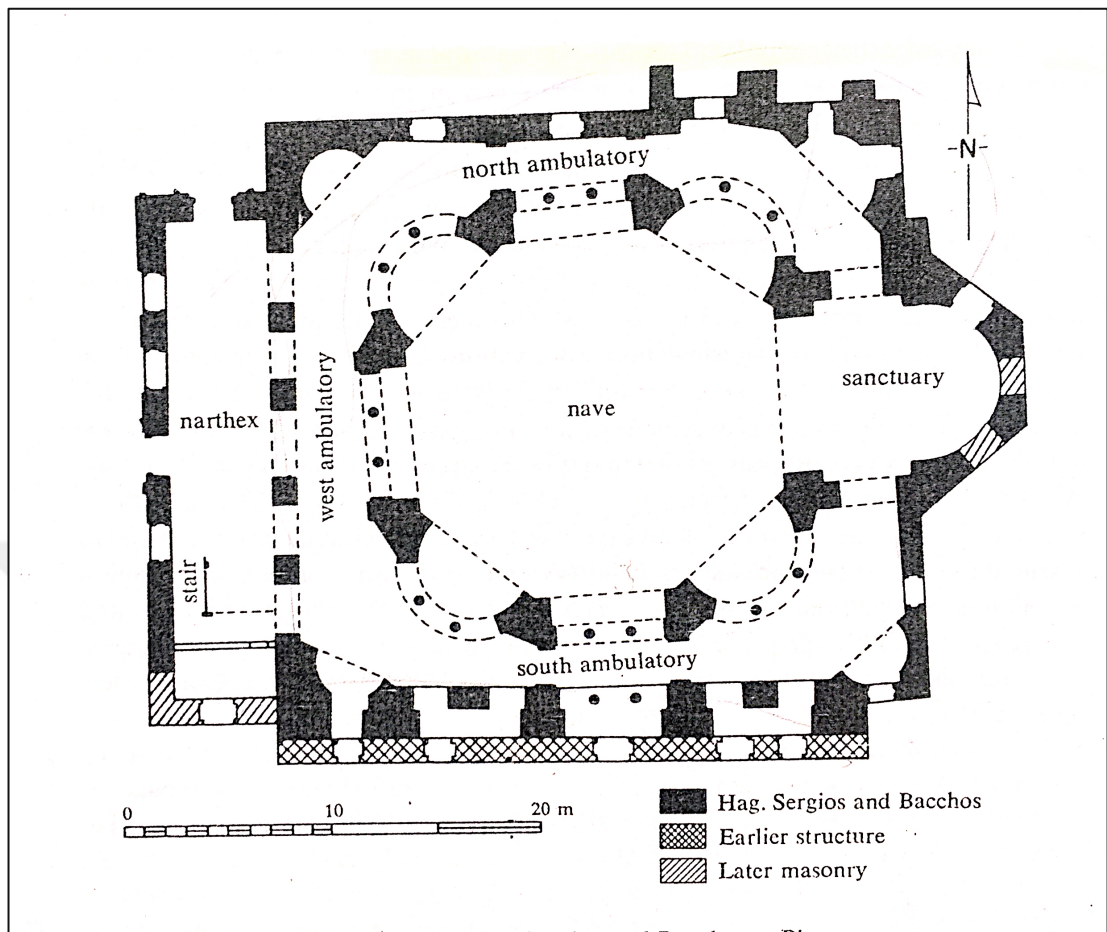 north ambulatory
-N-
sanctuary
nave
narthex
west ambulatory
stair
south ambulatory
0 10 20 m
Hag. Sergios and Bacchos
Earlier structure
Later masonry